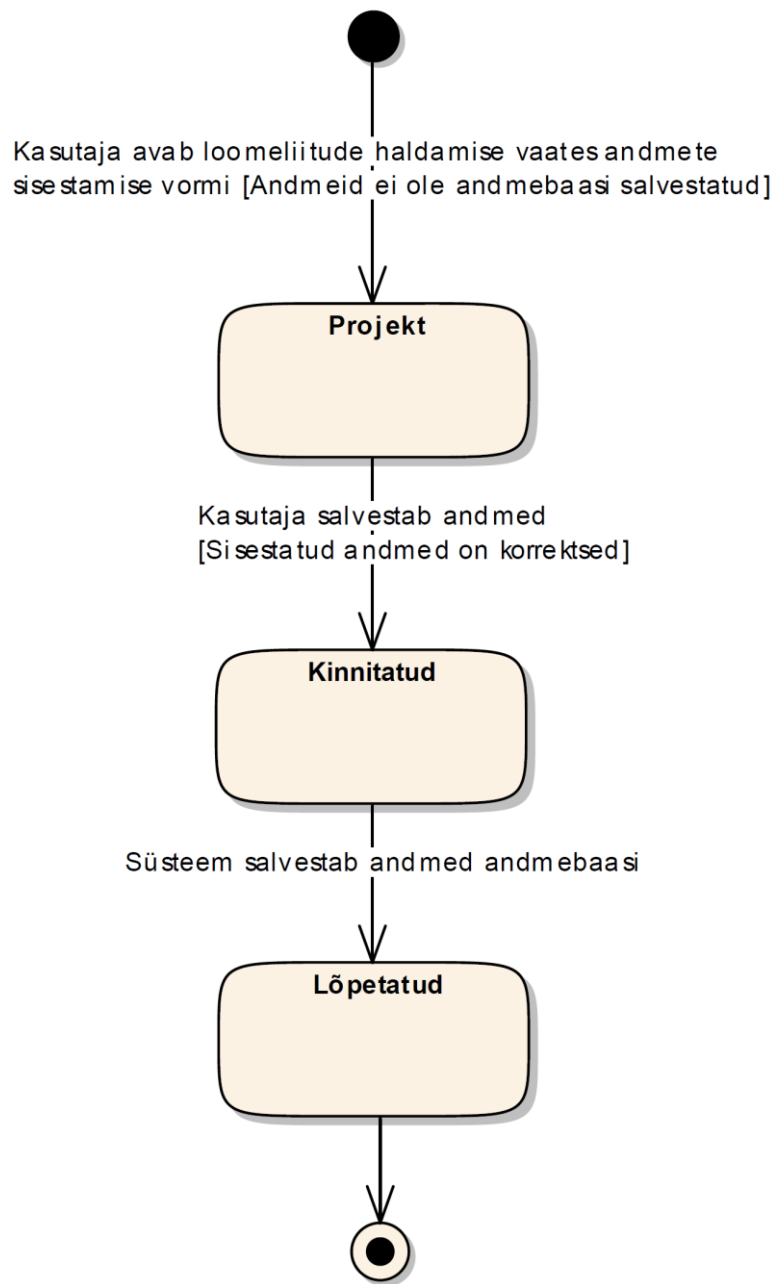 Kasutaja avab loomeliitude haldamise vaates andmete
sisestamise vormi [Andmeid ei ole andmebaasi salvestatud]
Projekt
Kasutaja salvestab andmed
[Sisestatud andmed on korrektsed]
Kinnitatud
Süsteem salvestab andmed andmebaasi
Lõpetatud